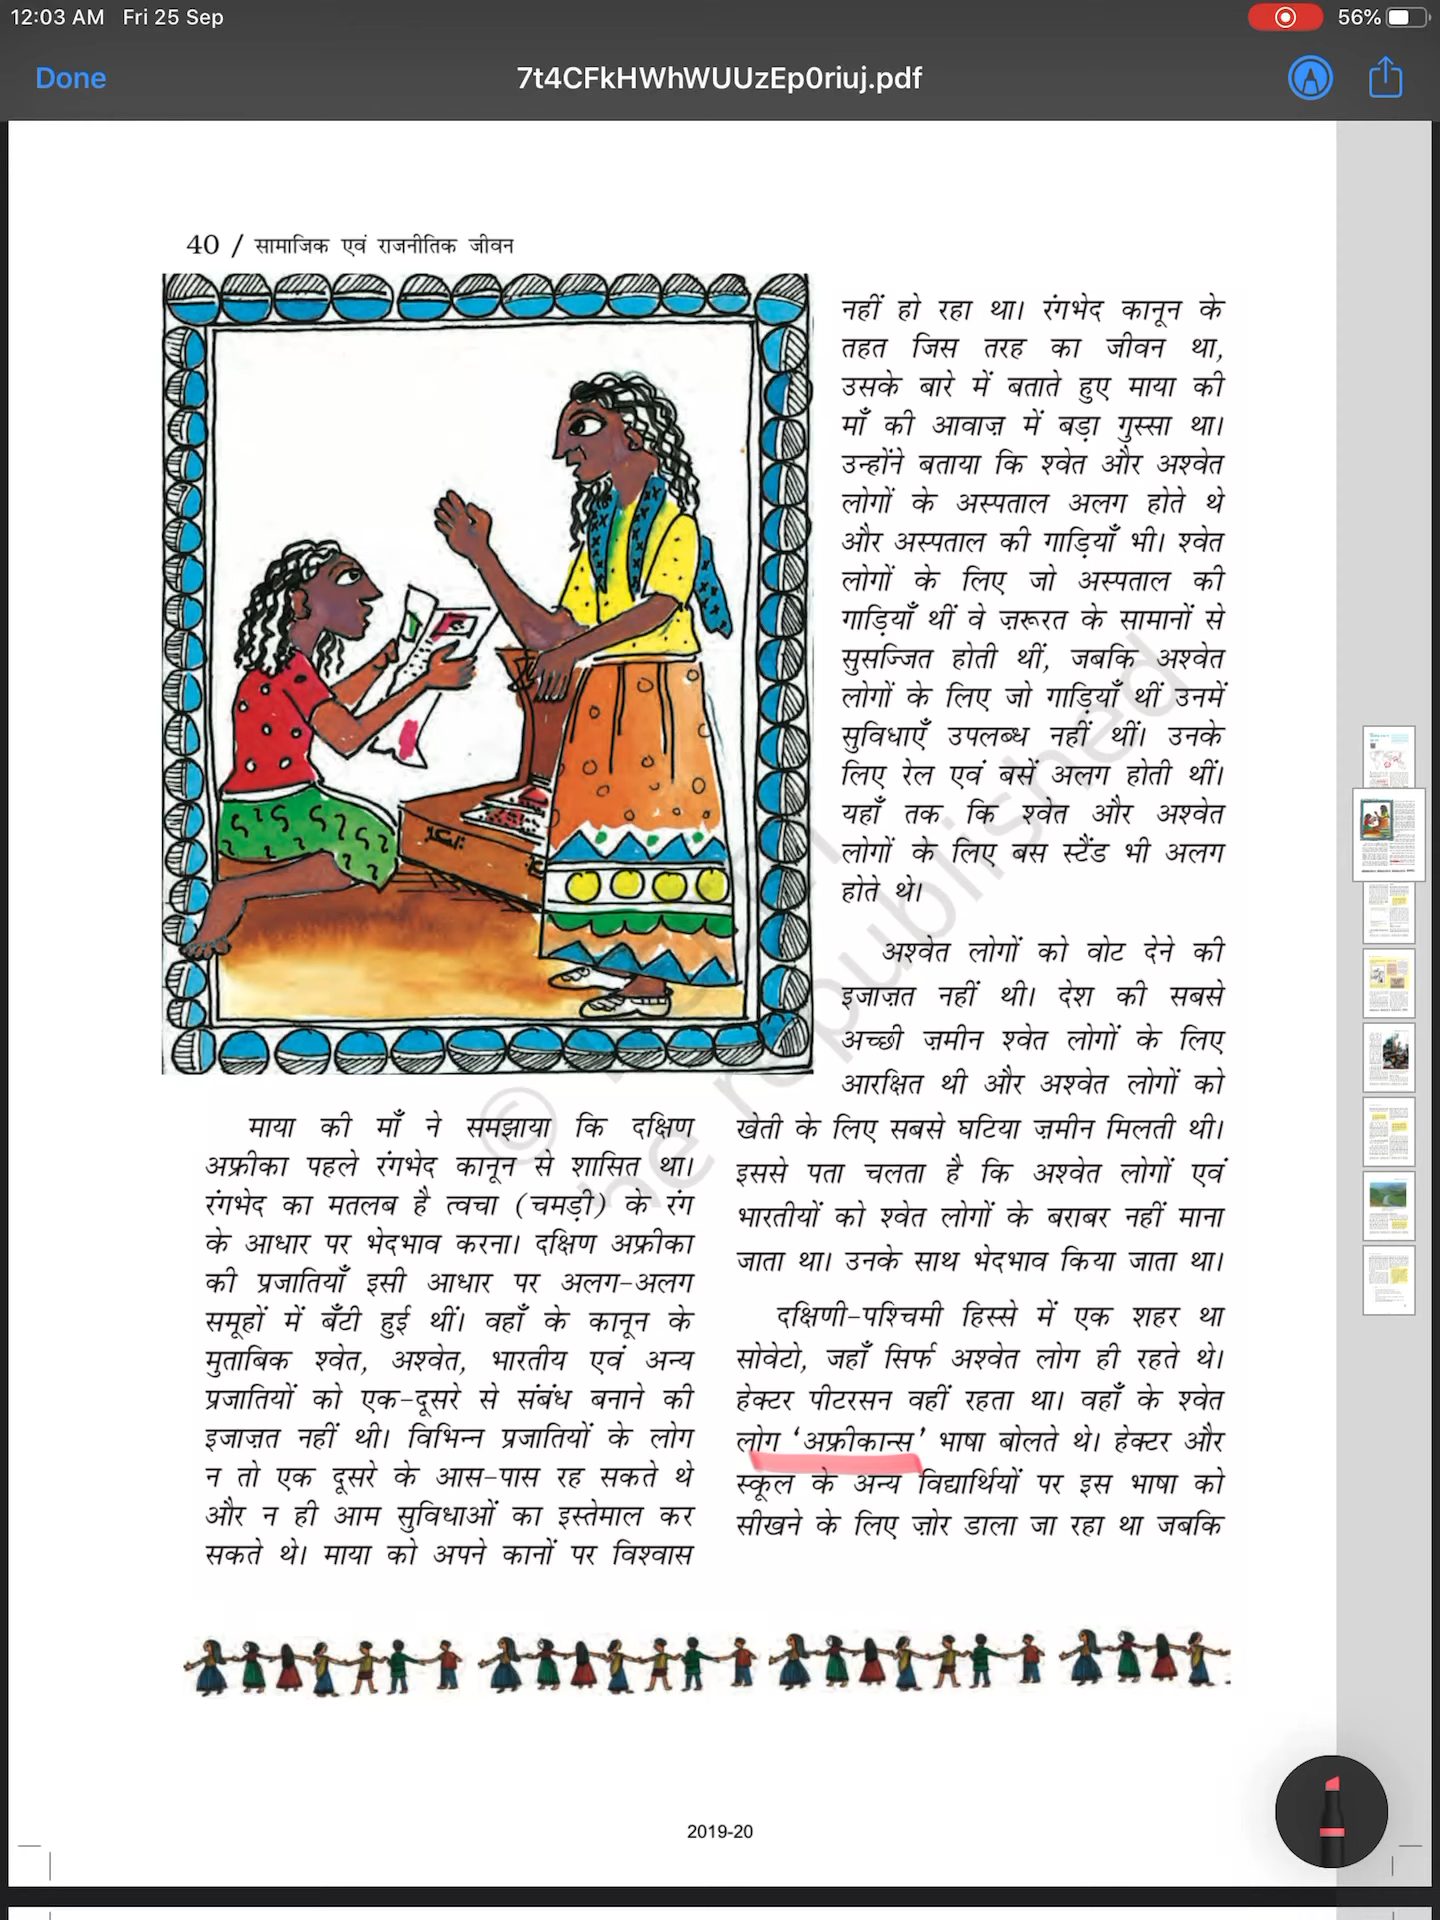 12:03 AM Fri 25 Sep
56%
Done
7t4CFkHWhWUUzEp0riuj.pdf
40 / सामाजिक एवं राजनीतिक जीवन
माया की माँ ने समझाया कि दक्षिण
अफ्रीका पहले रंगभेद कानून से शासित था।
रंगभेद का मतलब है त्वचा (चमड़ी) के रंग
के आधार पर भेदभाव करना। दक्षिण अफ्रीका
की प्रजातियाँ इसी आधार पर अलग-अलग
समूहों में बँटी हुई थीं। वहाँ के कानून के
मुताबिक श्वेत, अश्वेत, भारतीय एवं अन्य
प्रजातियों को एक-दूसरे से संबंध बनाने की
इजाज़त नहीं थी। विभिन्न प्रजातियों के लोग
न तो एक दूसरे के आस-पास रह सकते थे
और न ही आम सुविधाओं का इस्तेमाल कर
सकते थे। माया को अपने कानों पर विश्वास
नहीं हो रहा था। रंगभेद कानून के
तहत जिस तरह का जीवन था,
उसके बारे में बताते हुए माया की
माँ की आवाज़ में बड़ा गुस्सा था।
उन्होंने बताया कि श्वेत और अश्वेत
लोगों के अस्पताल अलग होते थे
और अस्पताल की गाड़ियाँ भी। श्वेत
लोगों के लिए जो अस्पताल की
गाड़ियाँ थीं वे ज़रूरत के सामानों से
सुसज्जित होती थीं, जबकि अश्वेत
लोगों के लिए जो गाड़ियाँ थीं उनमें
सुविधाएँ उपलब्ध नहीं थीं। उनके
लिए रेल एवं बसें अलग होती थीं।
यहाँ तक कि श्वेत और अश्वेत
लोगों के लिए बस स्टैंड भी अलग
होते थे।
अश्वेत लोगों को वोट देने की
इजाज़त नहीं थी। देश की सबसे
अच्छी ज़मीन श्वेत लोगों के लिए
आरक्षित थी और अश्वेत लोगों को
खेती के लिए सबसे घटिया ज़मीन मिलती थी।
इससे पता चलता है कि अश्वेत लोगों एवं
भारतीयों को श्वेत लोगों के बराबर नहीं माना
जाता था। उनके साथ भेदभाव किया जाता था।
दक्षिणी-पश्चिमी हिस्से में एक शहर था
सोवेटो, जहाँ सिर्फ अश्वेत लोग ही रहते थे।
हेक्टर पीटरसन वहीं रहता था। वहाँ के श्वेत
लोग ‘अफ्रीकान्स’ भाषा बोलते थे। हेक्टर और
स्कूल के अन्य विद्यार्थियों पर इस भाषा को
सीखने के लिए ज़ोर डाला जा रहा था जबकि
republished
2019-20